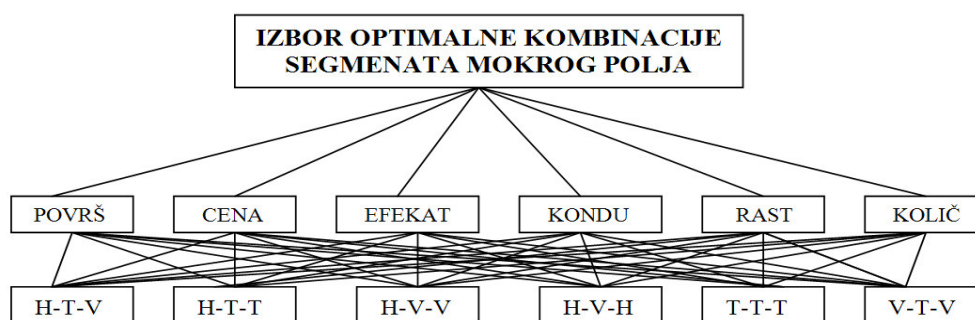 IZBOR OPTIMALNE KOMBINACIJE
SEGMENATA MOKROG POLJA
POVRŠ CENA EFEKAT KONDU RAST KOLIČ
H-T-V H-T-T H-V-V H-V-H T-T-T V-T-V